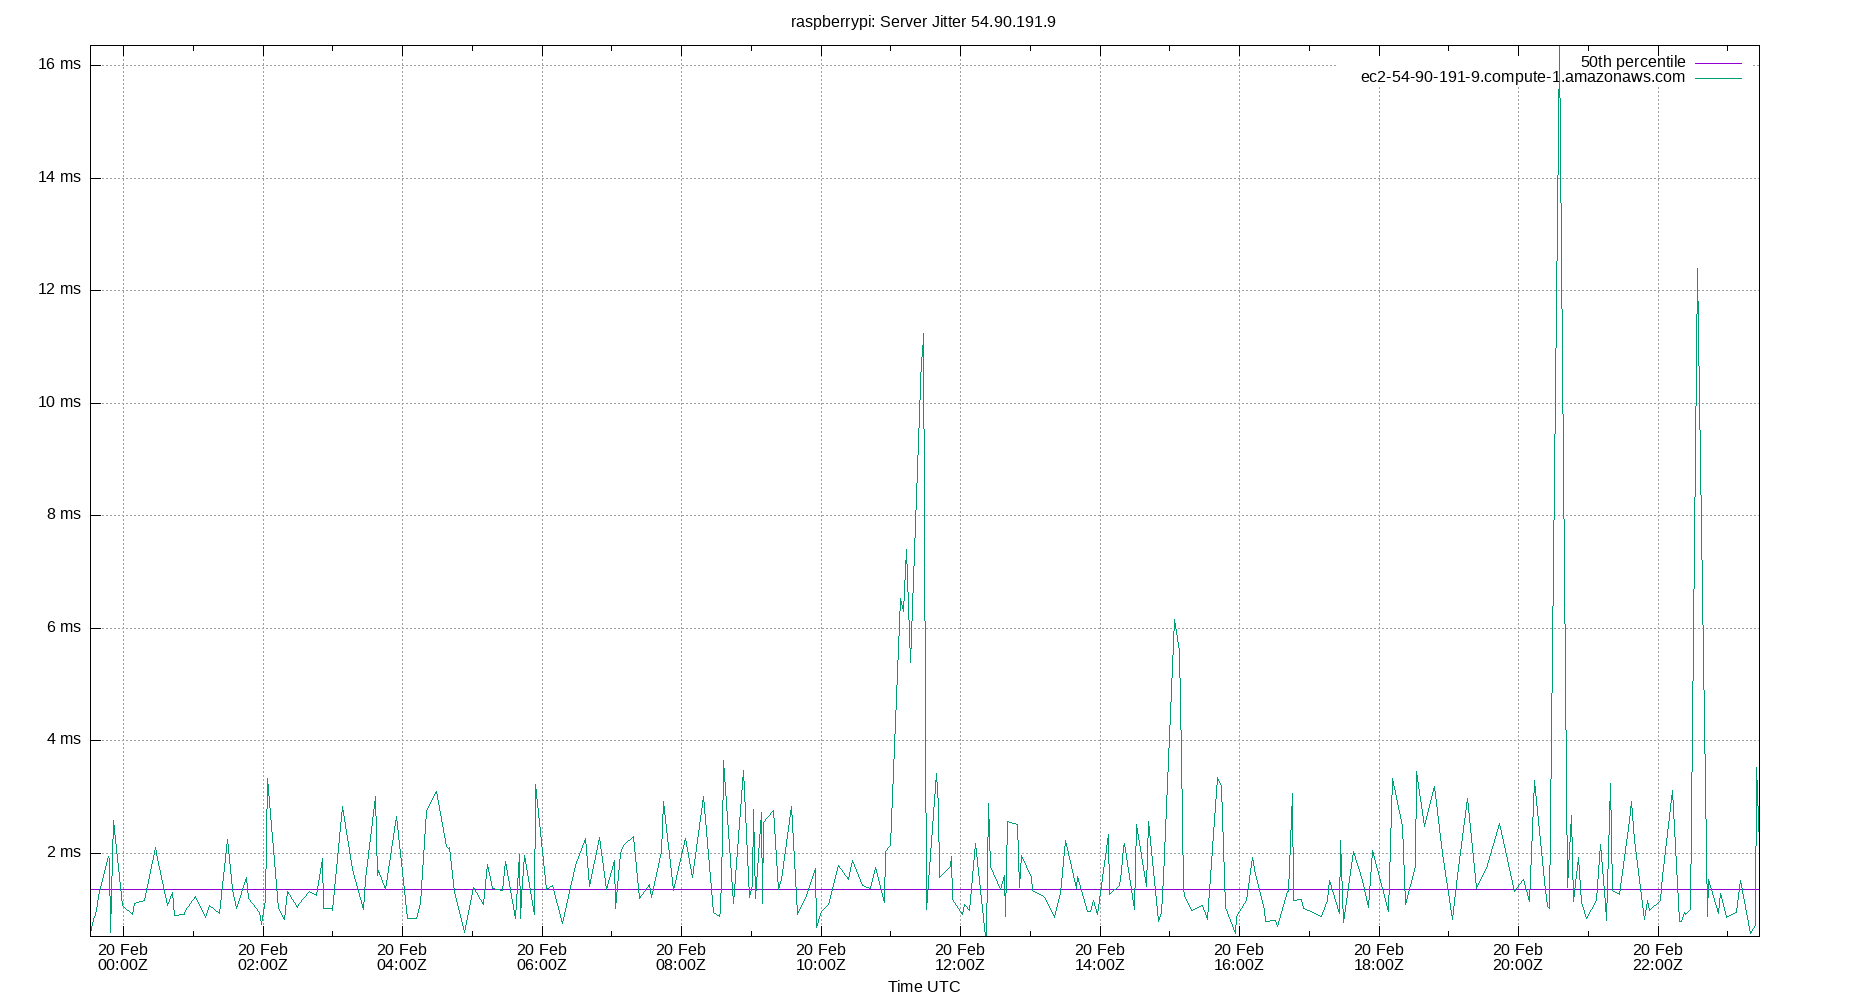 raspberrypi: Server Jitter 54.90.191.9
16 ms
14 ms
12 ms
10 ms
8 ms
6 ms
4 ms
2 ms
50th percentile
ec2-54-90-191-9.compute-1.amazonaws.com
20 Feb 20 Feb 20 Feb 20 Feb 20 Feb 20 Feb 20 Feb 20 Feb 20 Feb 20 Feb 20 Feb 20 Feb
00:00Z 02:00Z 04:00Z 06:00Z 08:00Z 10:00Z 12:00Z 14:00Z 16:00Z 18:00Z 20:00Z 22:00Z
Time UTC